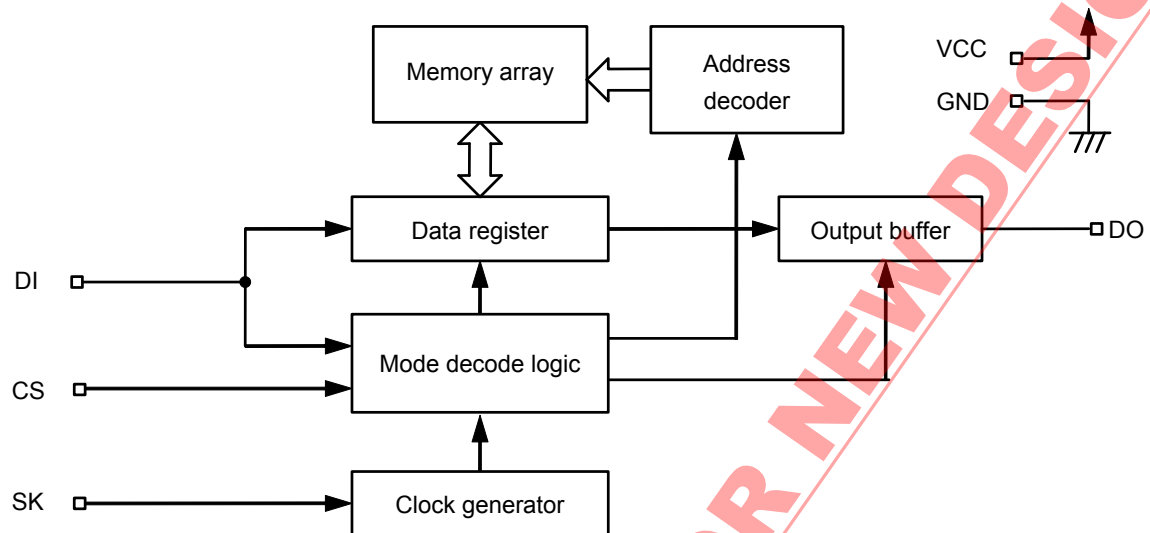 Memory array
Address
decoder
VCC
GND
Data register
Output buffer
DO
DI
Mode decode logic
CS
SK
Clock generator
OR NEW DESIG